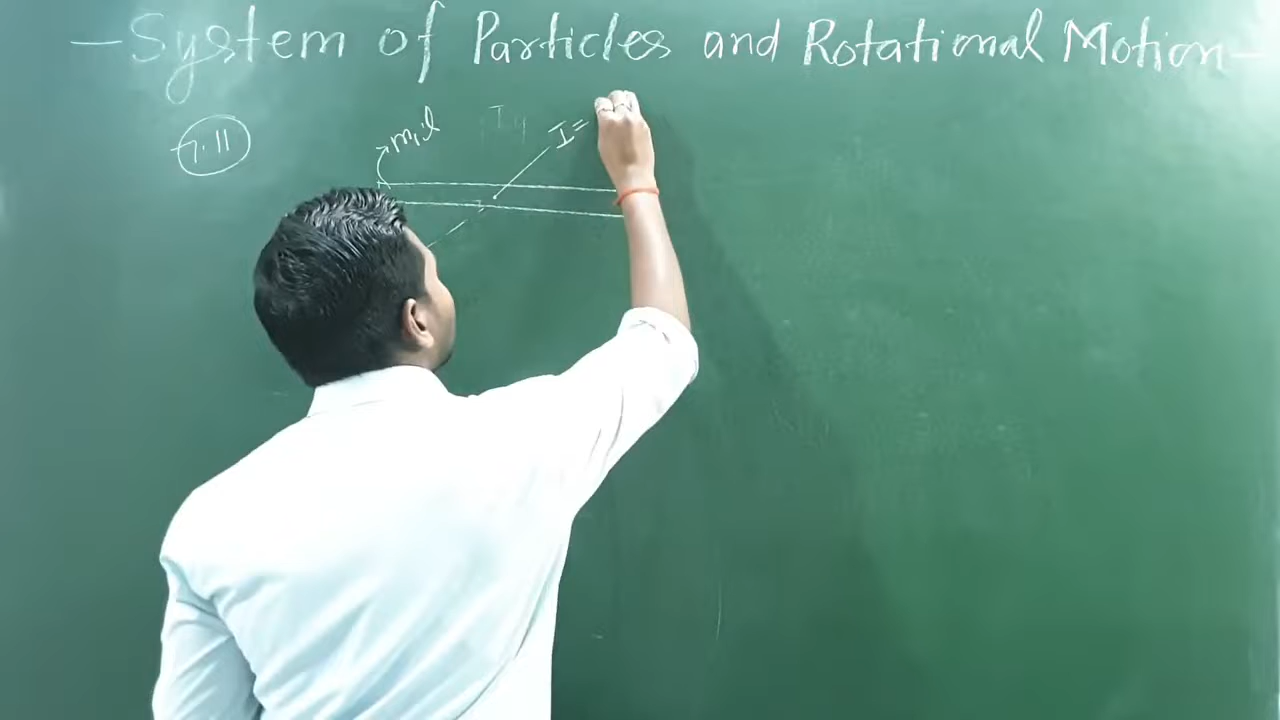 — System of Particles and Rotational Motion —
7.11
m, l
I =